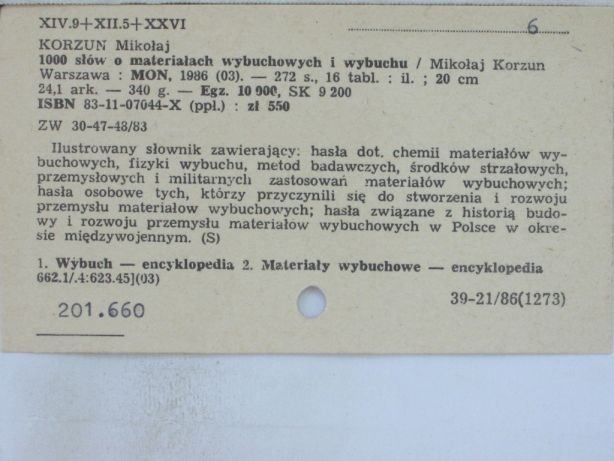 XIV.9+XII.5+XXVI
6
KORZUN Mikołaj
1000 słów o materiałach wybuchowych i wybuchu / Mikołaj Korzun
Warszawa : MON, 1986 (03). — 272 s., 16 tabl. : il. ; 20 cm
24,1 ark. — 340 g. — Egz. 10 000, SK 9 200
ISBN 83-11-07044-X (ppł.) : zł 550
ZW 30-47-48/83
Ilustrowany słownik zawierający: hasła dot. chemii materiałów wy-
buchowych, fizyki wybuchu, metod badawczych, środków strzałowych,
przemysłowych i militarnych zastosowań materiałów wybuchowych;
hasła osobowe tych, którzy przyczynili się do stworzenia i rozwoju
przemysłu materiałow wybuchowych; hasła związane z historią budo-
wy i rozwoju przemysłu materiałow wybuchowych w Polsce w okre-
sie międzywojennym. (S)
1. Wybuch — encyklopedia 2. Materiały wybuchowe — encyklopedia
662.1/.4:623.45](03)
39-21/86(1273)
201.660